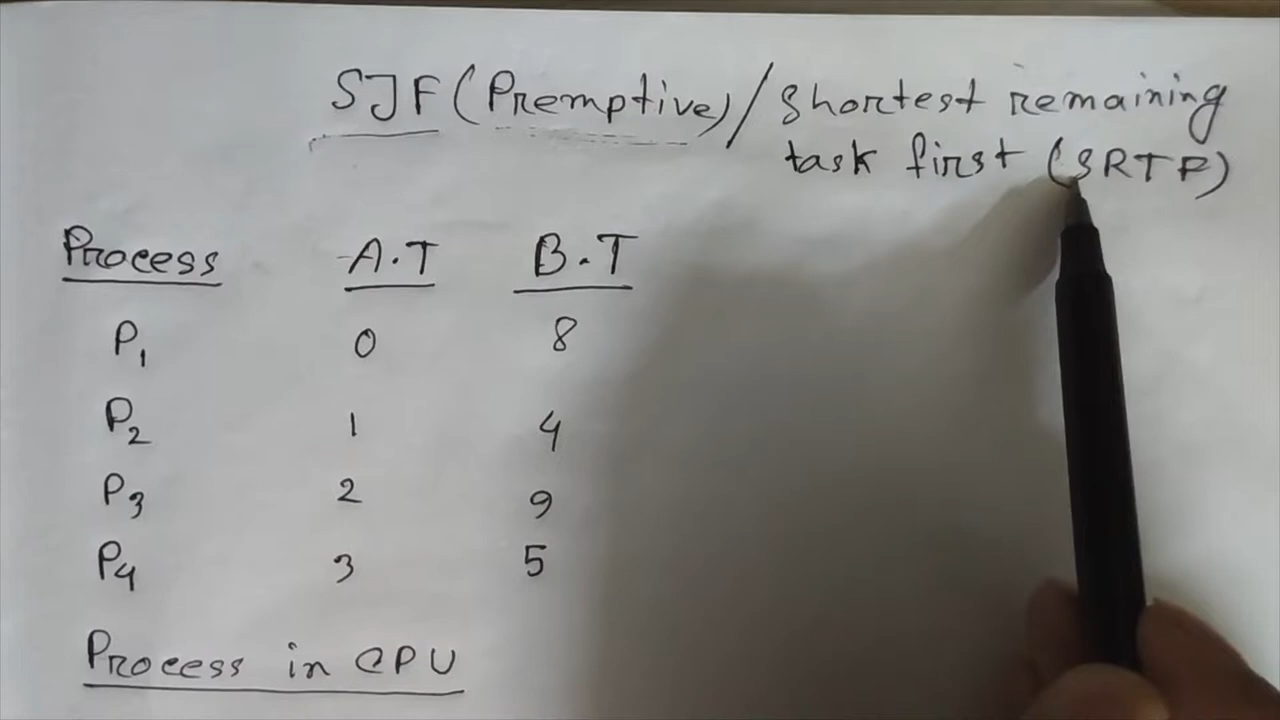 SJF (Premptive) / Shortest remaining
task first (SRTF)
Process A.T B.T
P1 0 8
P2 1 4
P3 2 9
P4 3 5
Process in CPU